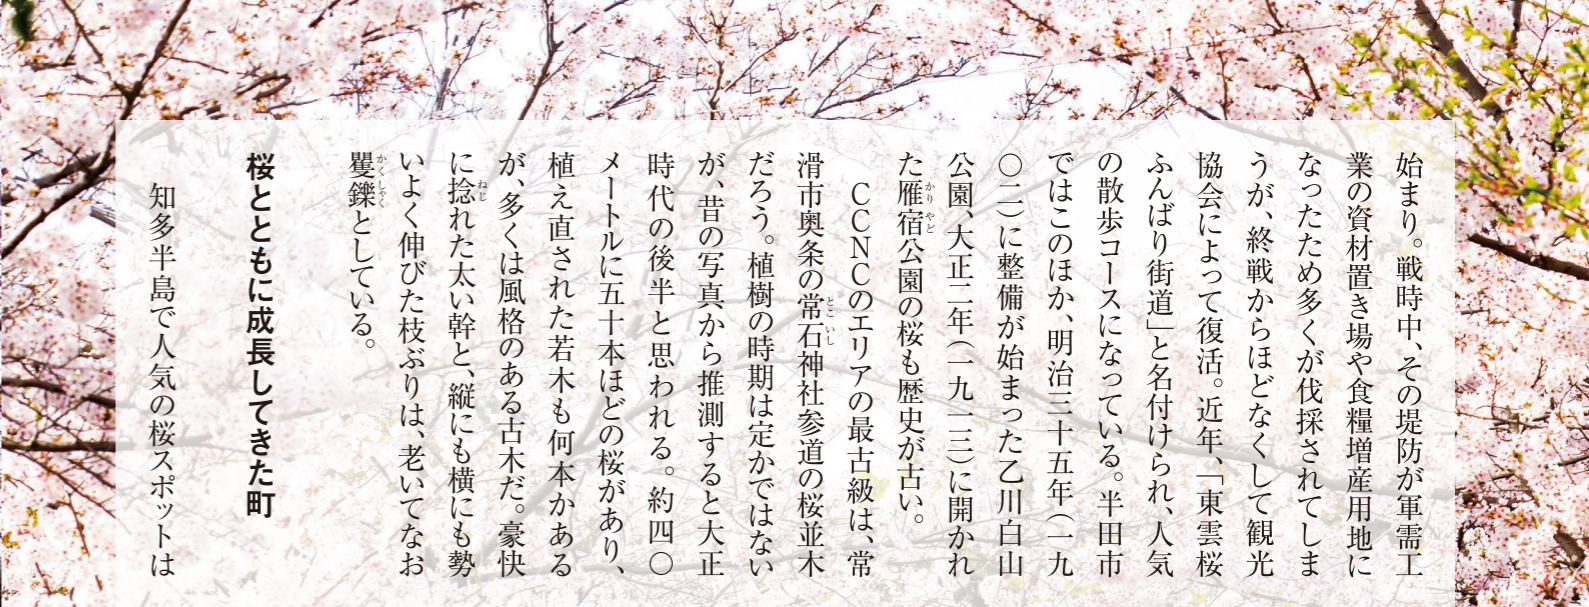 始まり。戦時中、その堤防が軍需工
業の資材置き場や食糧増産用地に
なったため多くが伐採されてしま
うが、終戦からほどなくして観光
協会によって復活。近年、「東雲桜
ふんばり街道」と名付けられ、人気
の散歩コースになっている。半田市
ではこのほか、明治三十五年(一九
〇二)に整備が始まった乙川白山
公園、大正二年(一九一三)に開かれ
た雁宿公園の桜も歴史が古い。
かりやど
CCNCのエリアの最古級は、常
滑市奥条の常石神社参道の桜並木
とこいし
だろう。植樹の時期は定かではない
が、昔の写真から推測すると大正
時代の後半と思われる。約四〇
メートルに五十本ほどの桜があり、
植え直された若木も何本かある
が、多くは風格のある古木だ。豪快
に捻れた太い幹と、縦にも横にも勢
ねじ
いよく伸びた枝ぶりは、老いてなお
矍鑠としている。
かくしゃく
桜とともに成長してきた町
知多半島で人気の桜スポットは